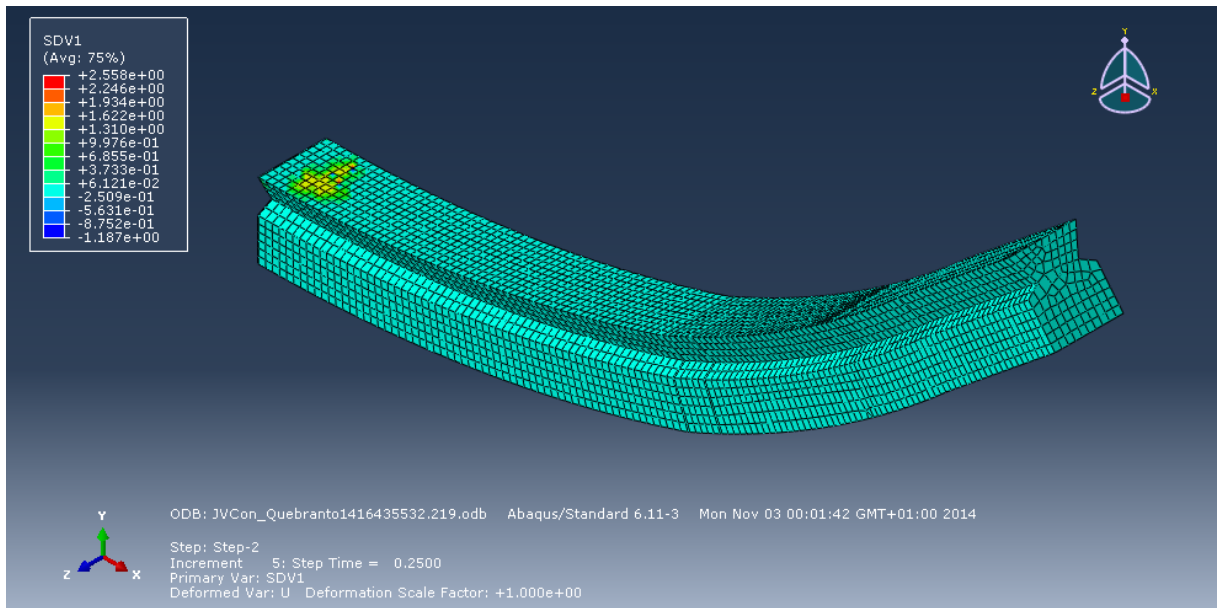 SDV1
(Avg: 75%)
+2.558e+00
+2.246e+00
+1.934e+00
+1.622e+00
+1.310e+00
+9.976e-01
+6.855e-01
+3.733e-01
+6.121e-02
-2.509e-01
-5.631e-01
-8.752e-01
-1.187e+00
Y
Z X
Y
Z X
ODB: JVCon_Quebranto1416435532.219.odb Abaqus/Standard 6.11-3 Mon Nov 03 00:01:42 GMT+01:00 2014
Step: Step-2
Increment 5: Step Time = 0.2500
Primary Var: SDV1
Deformed Var: U Deformation Scale Factor: +1.000e+00